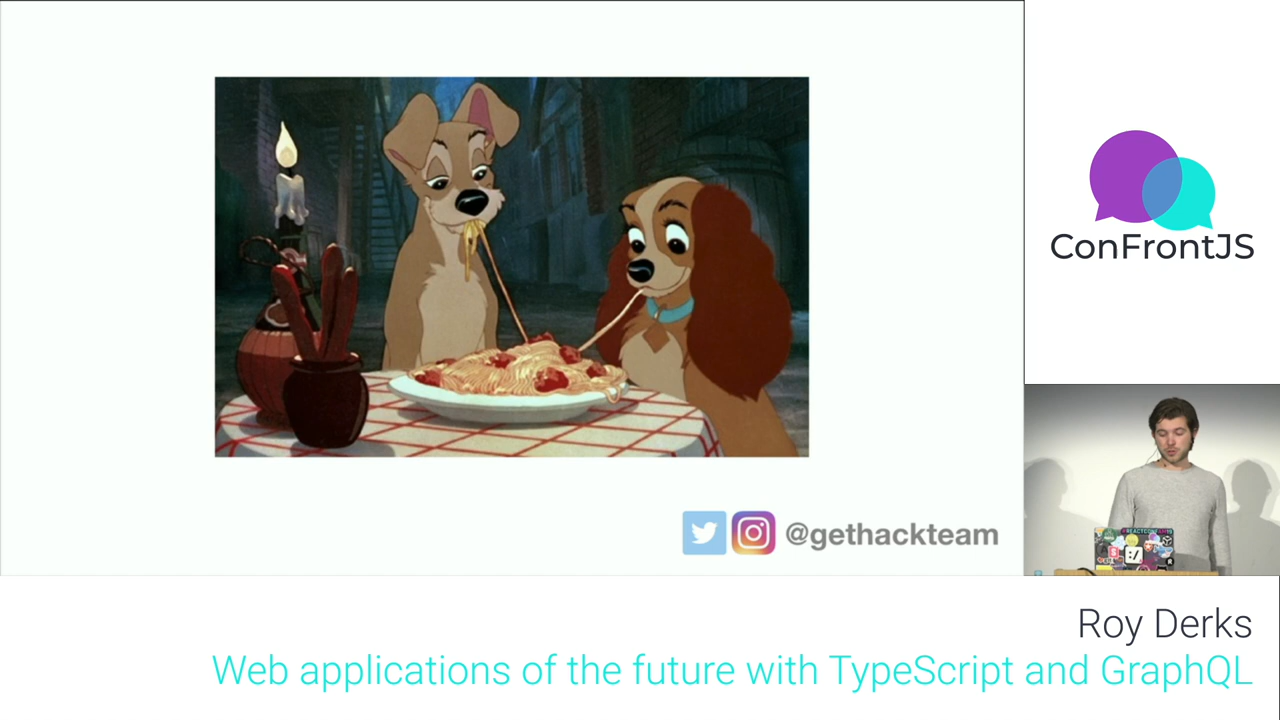 ConFrontJS
@gethackteam
Roy Derks
Web applications of the future with TypeScript and GraphQL